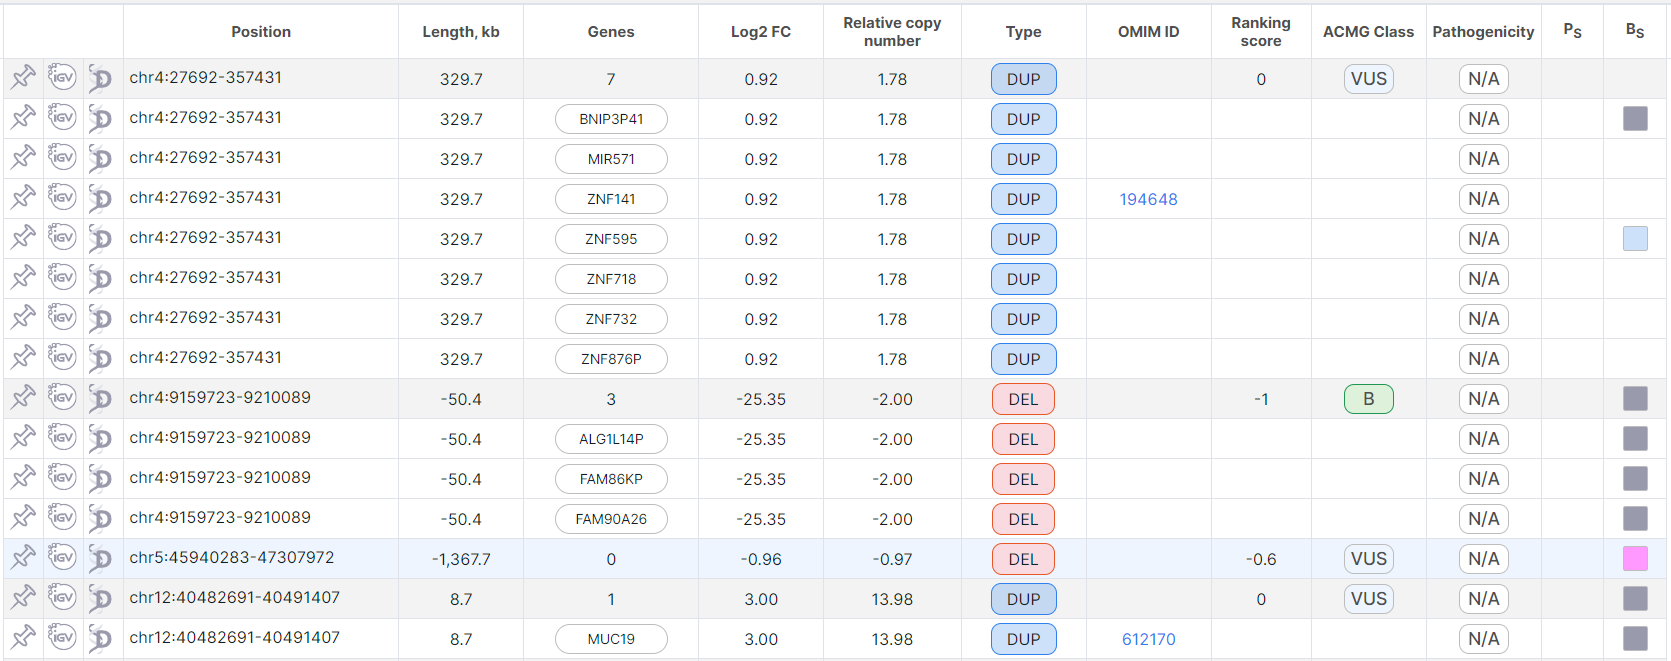 Position Length, kb Genes Log2 FC Relative copy number Type OMIM ID Ranking score ACMG Class Pathogenicity PS BS
IGV D chr4:27692-357431 329.7 7 0.92 1.78 DUP 0 VUS N/A
IGV D chr4:27692-357431 329.7 BNIP3P41 0.92 1.78 DUP N/A
IGV D chr4:27692-357431 329.7 MIR571 0.92 1.78 DUP N/A
IGV D chr4:27692-357431 329.7 ZNF141 0.92 1.78 DUP 194648 N/A
IGV D chr4:27692-357431 329.7 ZNF595 0.92 1.78 DUP N/A
IGV D chr4:27692-357431 329.7 ZNF718 0.92 1.78 DUP N/A
IGV D chr4:27692-357431 329.7 ZNF732 0.92 1.78 DUP N/A
IGV D chr4:27692-357431 329.7 ZNF876P 0.92 1.78 DUP N/A
IGV D chr4:9159723-9210089 -50.4 3 -25.35 -2.00 DEL -1 B N/A
IGV D chr4:9159723-9210089 -50.4 ALG1L14P -25.35 -2.00 DEL N/A
IGV D chr4:9159723-9210089 -50.4 FAM86KP -25.35 -2.00 DEL N/A
IGV D chr4:9159723-9210089 -50.4 FAM90A26 -25.35 -2.00 DEL N/A
IGV D chr5:45940283-47307972 -1,367.7 0 -0.96 -0.97 DEL -0.6 VUS N/A
IGV D chr12:40482691-40491407 8.7 1 3.00 13.98 DUP 0 VUS N/A
IGV D chr12:40482691-40491407 8.7 MUC19 3.00 13.98 DUP 612170 N/A